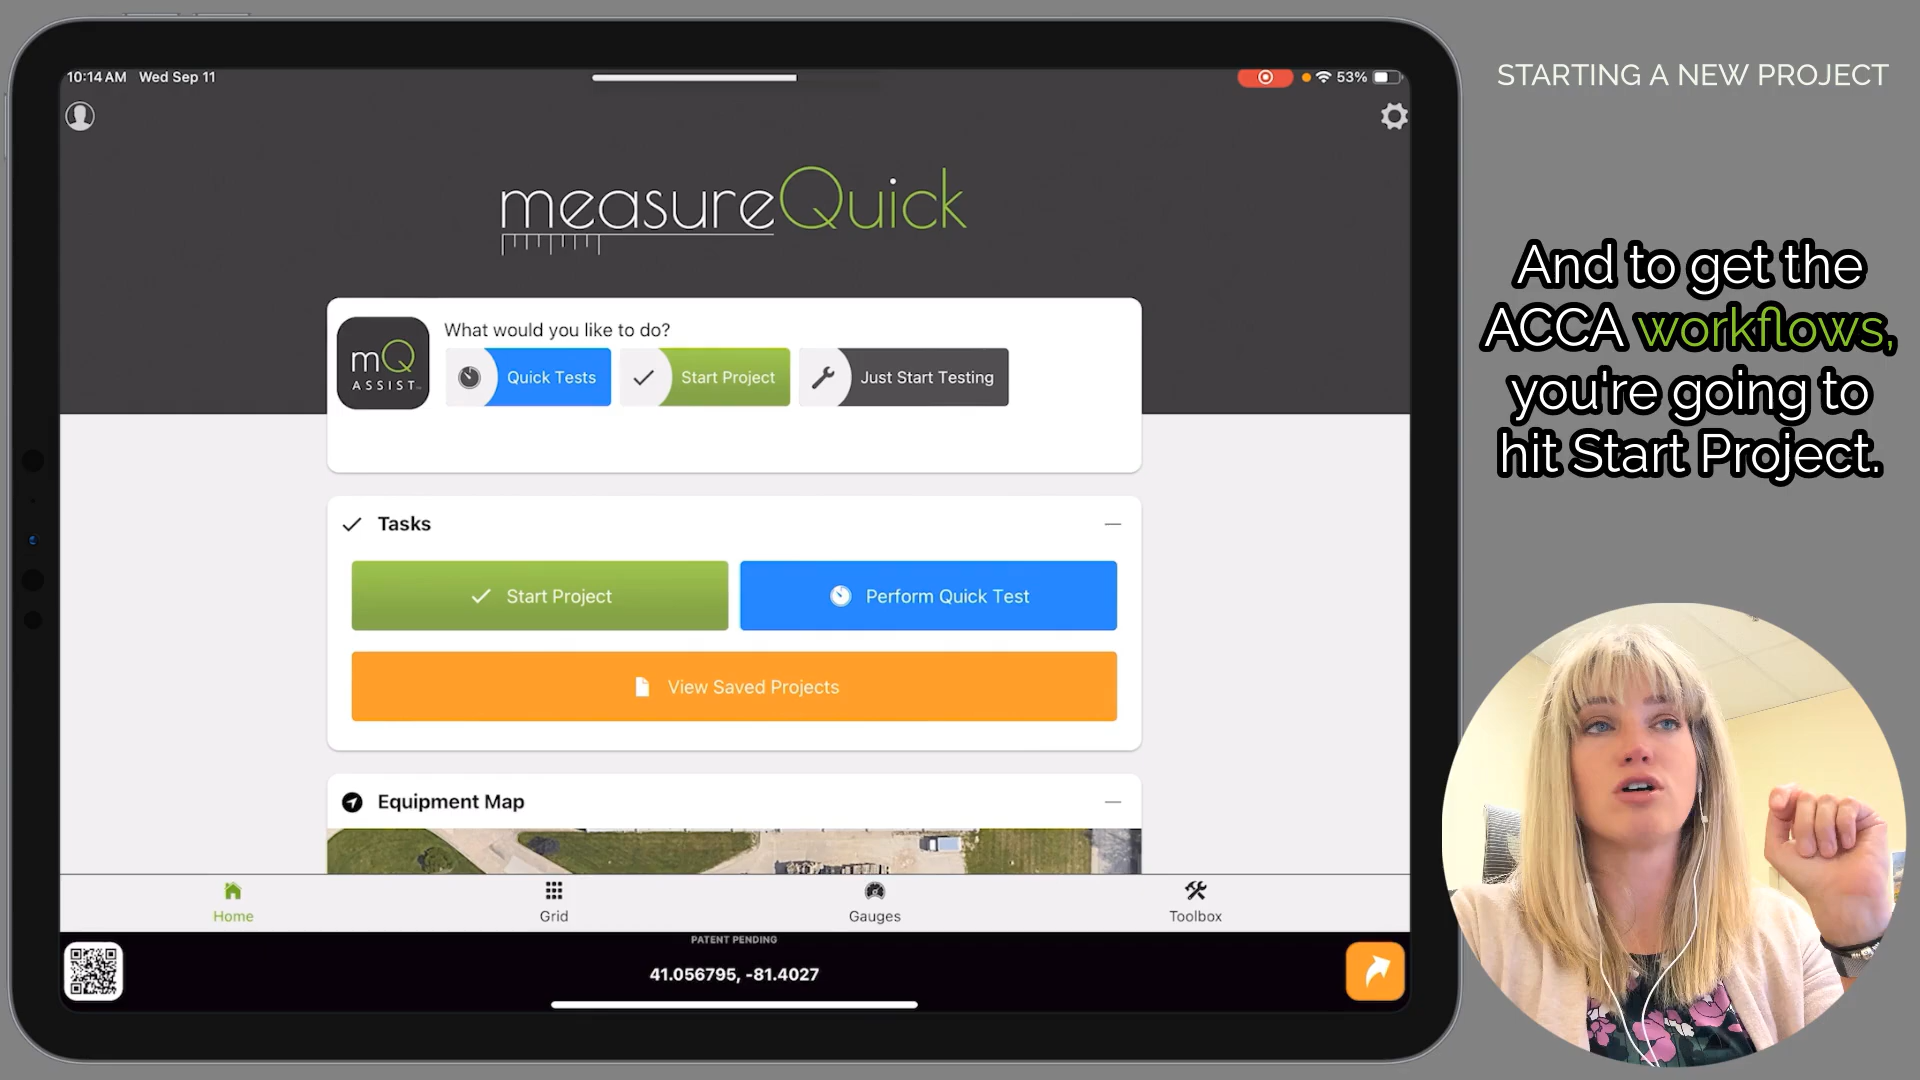 10:14 AM Wed Sep 11
53%
STARTING A NEW PROJECT
measureQuick
And to get the
ACCA workflows,
you're going to
hit Start Project.
mQ
ASSIST
What would you like to do?
Quick Tests
Start Project
Just Start Testing
Tasks
Start Project
Perform Quick Test
View Saved Projects
Equipment Map
Home
Grid
Gauges
Toolbox
PATENT PENDING
41.056795, -81.4027